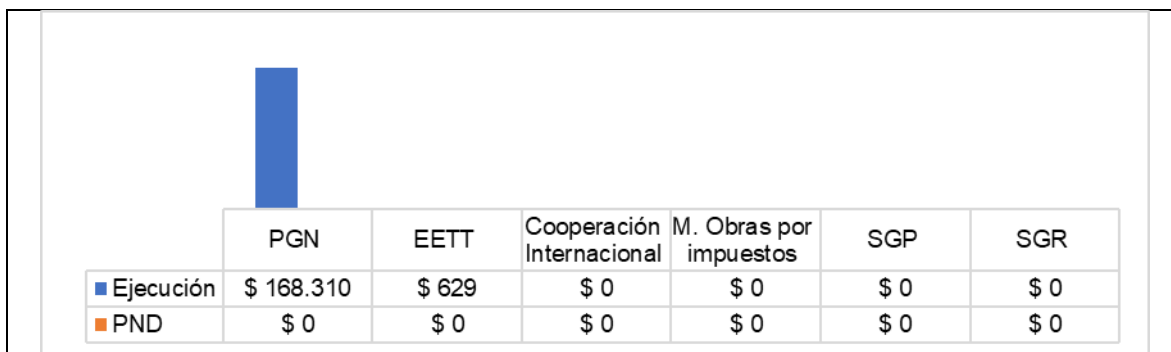 PGN EETT Cooperación Internacional M. Obras por impuestos SGP SGR
Ejecución $ 168.310 $ 629 $ 0 $ 0 $ 0 $ 0
PND $ 0 $ 0 $ 0 $ 0 $ 0 $ 0